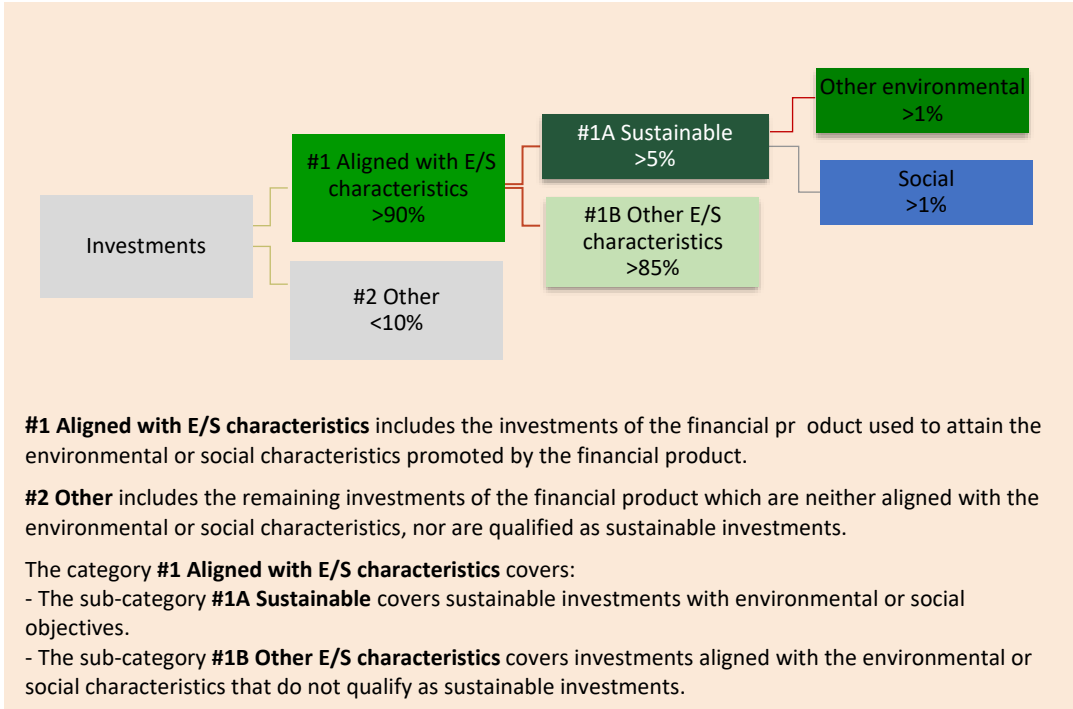 Investments
#1 Aligned with E/S
characteristics
>90%
#2 Other
<10%
#1A Sustainable
>5%
#1B Other E/S
characteristics
>85%
Other environmental
>1%
Social
>1%
#1 Aligned with E/S characteristics includes the investments of the financial pr oduct used to attain the
environmental or social characteristics promoted by the financial product.
#2 Other includes the remaining investments of the financial product which are neither aligned with the
environmental or social characteristics, nor are qualified as sustainable investments.
The category #1 Aligned with E/S characteristics covers:
- The sub-category #1A Sustainable covers sustainable investments with environmental or social
objectives.
- The sub-category #1B Other E/S characteristics covers investments aligned with the environmental or
social characteristics that do not qualify as sustainable investments.